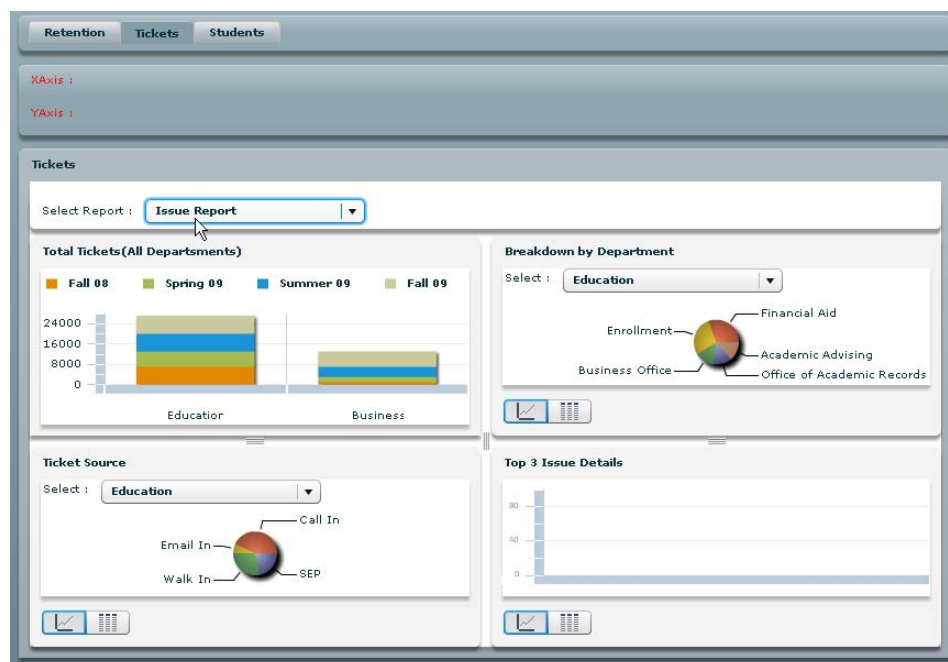 Retention Tickets Students
XAxis :
YAxis :
Tickets
Select Report : Issue Report
Total Tickets(All Departsments)
Fall 08 Spring 09 Summer 09 Fall 09
24000
16000
8000
0
Educatior Business
Breakdown by Department
Select : Education
Financial Aid
Enrollment
Academic Advising
Business Office
Office of Academic Records
Ticket Source
Select : Education
Call In
Email In
Walk In
SEP
Top 3 Issue Details
80
40
0